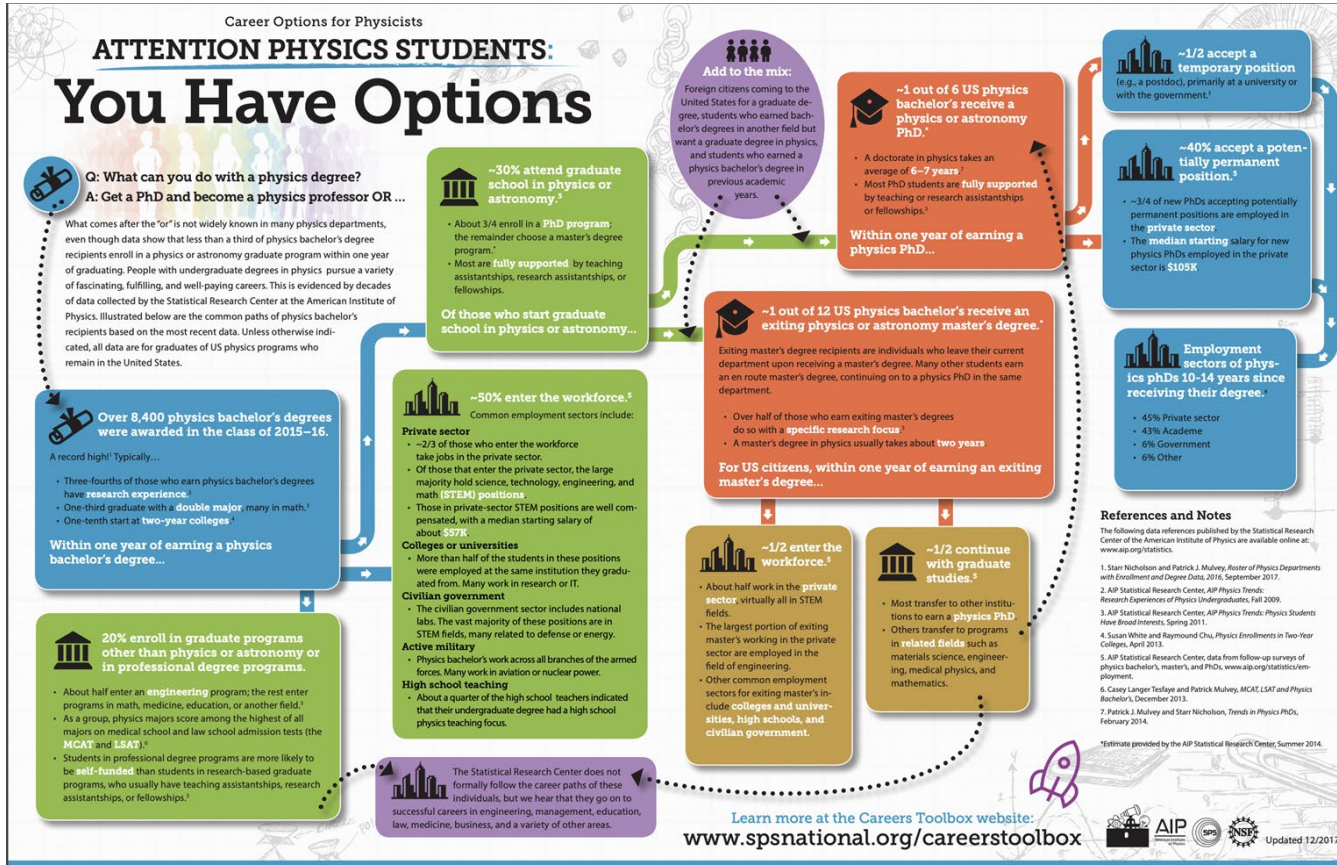 Career Options for Physicists
ATTENTION PHYSICS STUDENTS:
You Have Options
Q: What can you do with a physics degree?
A: Get a PhD and become a physics professor OR ...
What comes after the “or” is not widely known in many physics departments,
even though data show that less than a third of physics bachelor's degree
recipients enroll in a physics or astronomy graduate program within one year
of graduating. People with undergraduate degrees in physics pursue a variety
of fascinating, fulfilling, and well-paying careers. This is evidenced by decades
of data collected by the Statistical Research Center at the American Institute of
Physics. Illustrated below are the common paths of physics bachelor's
recipients based on the most recent data. Unless otherwise indi-
cated, all data are for graduates of US physics programs who
remain in the United States.
Over 8,400 physics bachelor's degrees
were awarded in the class of 2015–16.
A record high!¹ Typically…
• Three-fourths of those who earn physics bachelor's degrees
have research experience.²
• One-third graduate with a double major, many in math.³
• One-tenth start at two-year colleges.⁴
Within one year of earning a physics
bachelor's degree...
20% enroll in graduate programs
other than physics or astronomy or
in professional degree programs.
• About half enter an engineering program; the rest enter
programs in math, medicine, education, or another field.⁵
• As a group, physics majors score among the highest of all
majors on medical school and law school admission tests (the
MCAT and LSAT).⁶
• Students in professional degree programs are more likely to
be self-funded than students in research-based graduate
programs, who usually have teaching assistantships, research
assistantships, or fellowships.⁵
~30% attend graduate
school in physics or
astronomy.⁵
• About 3/4 enroll in a PhD program;
the remainder choose a master's degree
program.*
• Most are fully supported by teaching
assistantships, research assistantships, or
fellowships.
Of those who start graduate
school in physics or astronomy...
~50% enter the workforce.⁵
Common employment sectors include:
Private sector
• ~2/3 of those who enter the workforce
take jobs in the private sector.
• Of those that enter the private sector, the large
majority hold science, technology, engineering, and
math (STEM) positions.
• Those in private-sector STEM positions are well com-
pensated, with a median starting salary of
about $57K.
Colleges or universities
• More than half of the students in these positions
were employed at the same institution they gradu-
ated from. Many work in research or IT.
Civilian government
• The civilian government sector includes national
labs. The vast majority of these positions are in
STEM fields, many related to defense or energy.
Active military
• Physics bachelor's work across all branches of the armed
forces. Many work in aviation or nuclear power.
High school teaching
• About a quarter of the high school teachers indicated
that their undergraduate degree had a high school
physics teaching focus.
The Statistical Research Center does not
formally follow the career paths of these
individuals, but we hear that they go on to
successful careers in engineering, management, education,
law, medicine, business, and a variety of other areas.
Add to the mix:
Foreign citizens coming to the
United States for a graduate de-
gree, students who earned bach-
elor's degrees in another field but
want a graduate degree in physics,
and students who earned a
physics bachelor's degree in
previous academic
years.
~1 out of 6 US physics
bachelor's receive a
physics or astronomy
PhD.*
• A doctorate in physics takes an
average of 6–7 years.⁷
• Most PhD students are fully supported
by teaching or research assistantships
or fellowships.⁵
Within one year of earning a
physics PhD...
~1 out of 12 US physics bachelor's receive an
exiting physics or astronomy master's degree.*
Exiting master's degree recipients are individuals who leave their current
department upon receiving a master's degree. Many other students earn
an en route master's degree, continuing on to a physics PhD in the same
department.
• Over half of those who earn exiting master's degrees
do so with a specific research focus.
• A master's degree in physics usually takes about two years.
For US citizens, within one year of earning an exiting
master's degree...
~1/2 enter the
workforce.⁵
• About half work in the private
sector, virtually all in STEM
fields.
• The largest portion of exiting
master's working in the private
sector are employed in the
field of engineering.
• Other common employment
sectors for exiting master's in-
clude colleges and univer-
sities, high schools, and
civilian government.
~1/2 continue
with graduate
studies.⁵
• Most transfer to other institu-
tions to earn a physics PhD.
• Others transfer to programs
in related fields such as
materials science, engineer-
ing, medical physics, and
mathematics.
~1/2 accept a
temporary position
(e.g., a postdoc), primarily at a university or
with the government.⁵
~40% accept a poten-
tially permanent
position.⁵
• ~3/4 of new PhDs accepting potentially
permanent positions are employed in
the private sector
• The median starting salary for new
physics PhDs employed in the private
sector is $105K.
Employment
sectors of phys-
ics phDs 10-14 years since
receiving their degree.⁸
• 45% Private sector
• 43% Academe
• 6% Government
• 6% Other
References and Notes
The following data references published by the Statistical Research
Center of the American Institute of Physics are available online at:
www.aip.org/statistics.
1. Starr Nicholson and Patrick J. Mulvey, Roster of Physics Departments
with Enrollment and Degree Data, 2016, September 2017.
2. AIP Statistical Research Center, AIP Physics Trends:
Research Experiences of Physics Undergraduates, Fall 2009.
3. AIP Statistical Research Center, AIP Physics Trends: Physics Students
Have Broad Interests, Spring 2011.
4. Susan White and Raymond Chu, Physics Enrollments in Two-Year
Colleges, April 2013.
5. AIP Statistical Research Center, data from follow-up surveys of
physics bachelor's, master's, and PhDs, www.aip.org/statistics/em-
ployment.
6. Casey Langer Tesfaye and Patrick Mulvey, MCAT, LSAT and Physics
Bachelor's, December 2013.
7. Patrick J. Mulvey and Starr Nicholson, Trends in Physics PhDs,
February 2014.
*Estimate provided by the AIP Statistical Research Center, Summer 2014.
Learn more at the Careers Toolbox website:
www.spsnational.org/careerstoolbox
AIP
American Institute
of Physics
SPS
NSF
Updated 12/2017